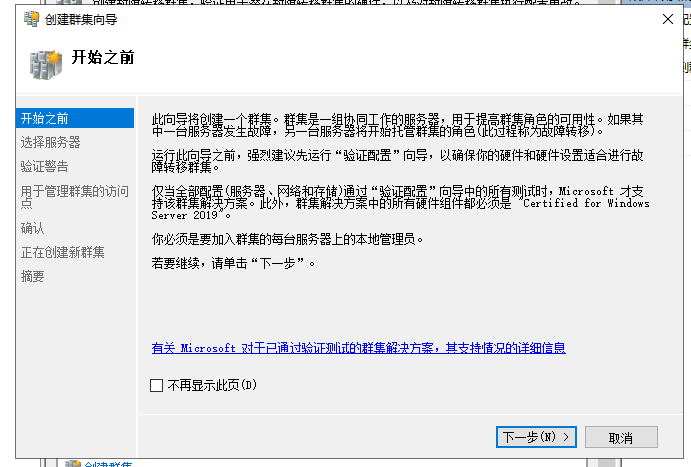 创建群集向导
开始之前
开始之前
选择服务器
验证警告
用于管理群集的访问
点
确认
正在创建新群集
摘要
此向导将创建一个群集。群集是一组协同工作的服务器，用于提高群集角色的可用性。如果其
中一台服务器发生故障，另一台服务器将开始托管群集的角色(此过程称为故障转移)。
运行此向导之前，强烈建议先运行“验证配置”向导，以确保你的硬件和硬件设置适合进行故
障转移群集。
仅当全部配置(服务器、网络和存储)通过“验证配置”向导中的所有测试时，Microsoft 才支
持该群集解决方案。此外，群集解决方案中的所有硬件组件都必须是 "Certified for Windows
Server 2019"。
你必须是要加入群集的每台服务器上的本地管理员。
若要继续，请单击“下一步”。
有关 Microsoft 对于已通过验证测试的群集解决方案，其支持情况的详细信息
不再显示此页(D)
下一步(N) >
取消